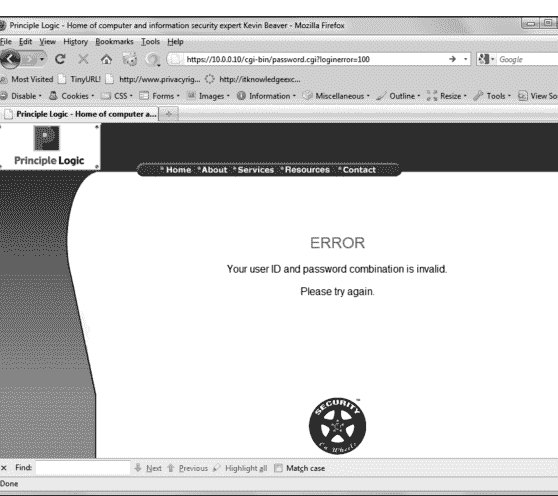 Principle Logic - Home of computer and information security expert Kevin Beaver - Mozilla Firefox
File Edit View History Bookmarks Tools Help
https://10.0.0.10/cgi-bin/password.cgi?loginerror=100
Google
Most Visited TinyURL! http://www.privacyrig... http://itknowledgeexc...
Disable Cookies CSS Forms Images Information Miscellaneous Outline Resize Tools View So
Principle Logic - Home of computer a...
Principle Logic
*Home *About *Services *Resources *Contact
ERROR
Your user ID and password combination is invalid.
Please try again.
SECURITY
On Wheels
TM
× Find: Next Previous Highlight all Match case
Done